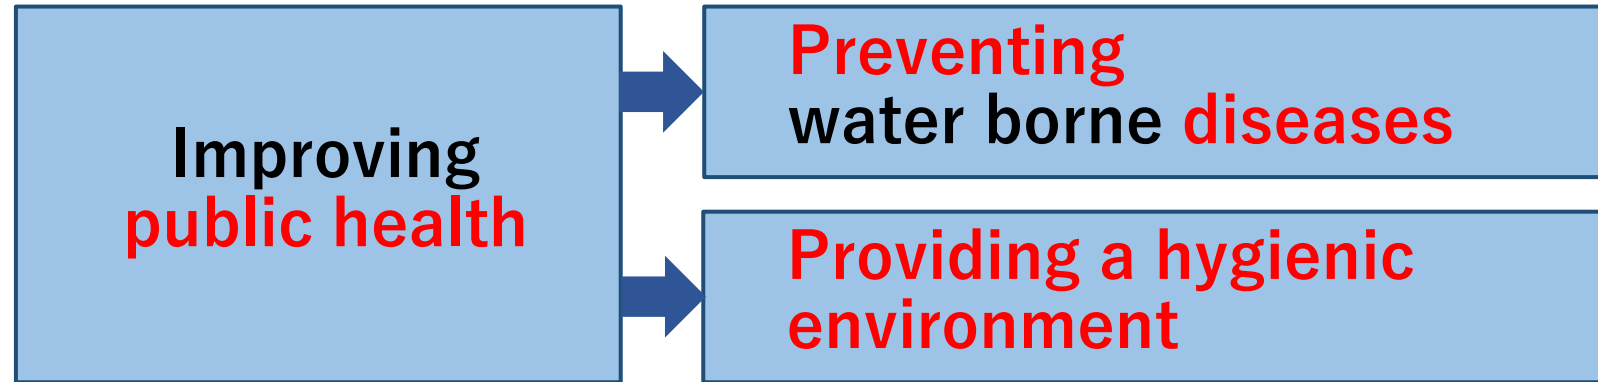 Improving
public health
Preventing
water borne diseases
Providing a hygienic
environment